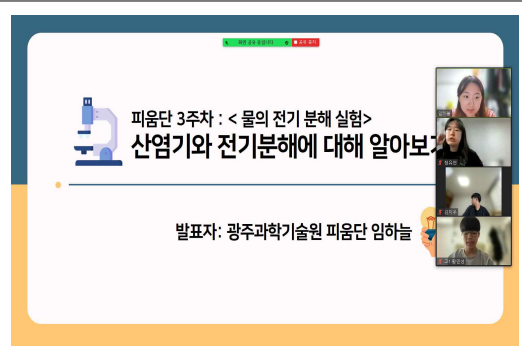 피움단 3주차 : < 물의 전기 분해 실험>
산염기와 전기분해에 대해 알아보
발표자: 광주과학기술원 피움단 임하늘